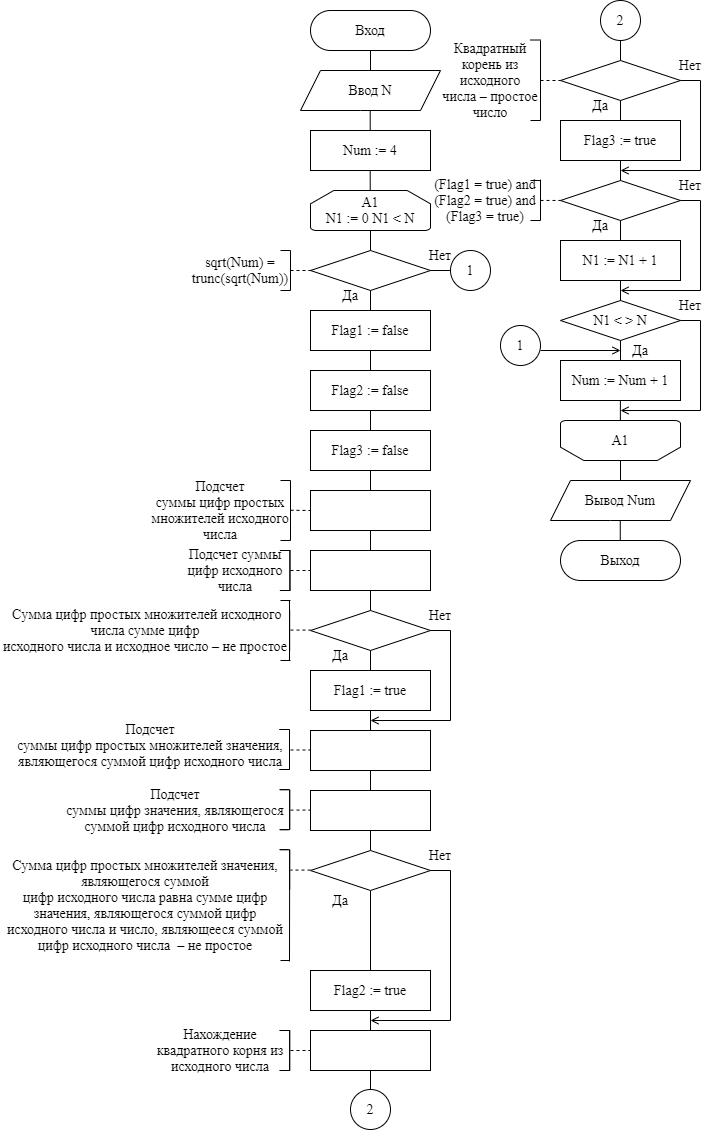 Вход
Ввод N
Num := 4
A1
N1 := 0 N1 < N
sqrt(Num) =
trunc(sqrt(Num))
Нет
1
Да
Flag1 := false
Flag2 := false
Flag3 := false
Подсчет
суммы цифр простых
множителей исходного
числа
Подсчет суммы
цифр исходного
числа
Сумма цифр простых множителей исходного
числа сумме цифр
исходного числа и исходное число – не простое
Нет
Да
Flag1 := true
Подсчет
суммы цифр простых множителей значения,
являющегося суммой цифр исходного числа
Подсчет
суммы цифр значения, являющегося
суммой цифр исходного числа
Сумма цифр простых множителей значения,
являющегося суммой
цифр исходного числа равна сумме цифр
значения, являющегося суммой цифр
исходного числа и число, являющееся суммой
цифр исходного числа – не простое
Нет
Да
Flag2 := true
Нахождение
квадратного корня из
исходного числа
2
2
Квадратный
корень из
исходного
числа – простое
число
Нет
Да
Flag3 := true
(Flag1 = true) and
(Flag2 = true) and
(Flag3 = true)
Нет
Да
N1 := N1 + 1
N1 < > N
Нет
1
Да
Num := Num + 1
A1
Вывод Num
Выход